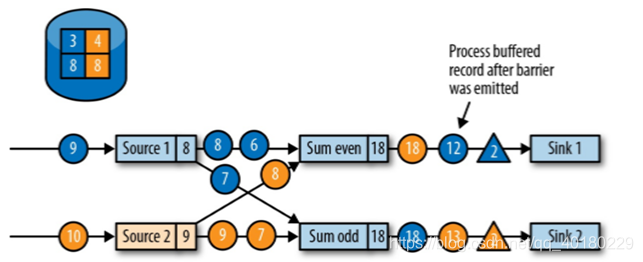 3 4
8 8
Process buffered
record after barrier
was emitted
9 Source 1 8 8 6 Sum even 18 18 12 2 Sink 1
8
7
10 Source 2 9 9 7 Sum odd 18 18 13 Sink 2
https://blog.csdn.net/qq_40180229